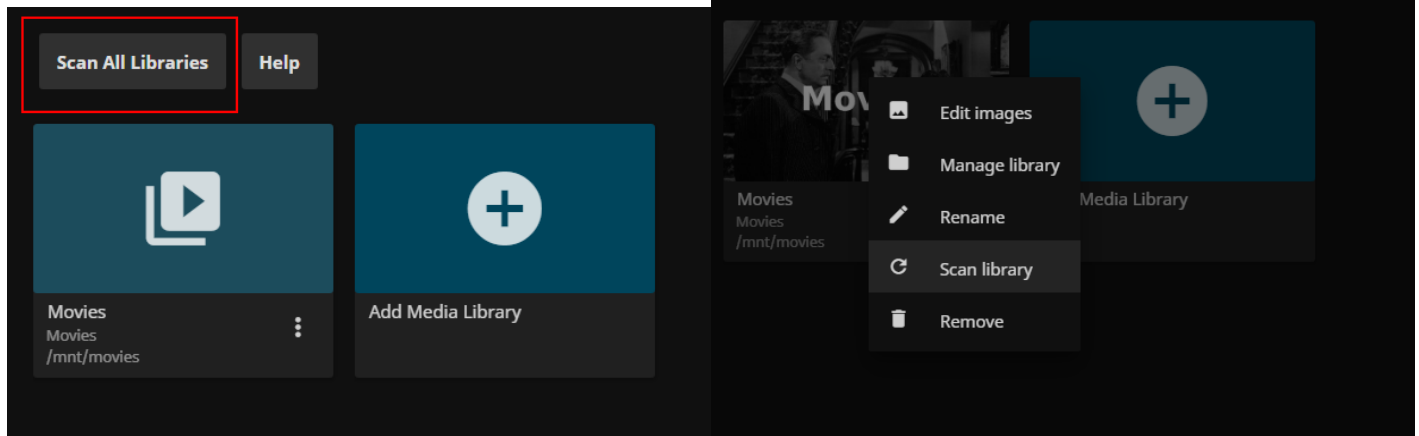 Scan All Libraries
Help
Movies
Movies
/mnt/movies
Add Media Library
Mov
Movies
Movies
/mnt/movies
Media Library
Edit images
Manage library
Rename
Scan library
Remove